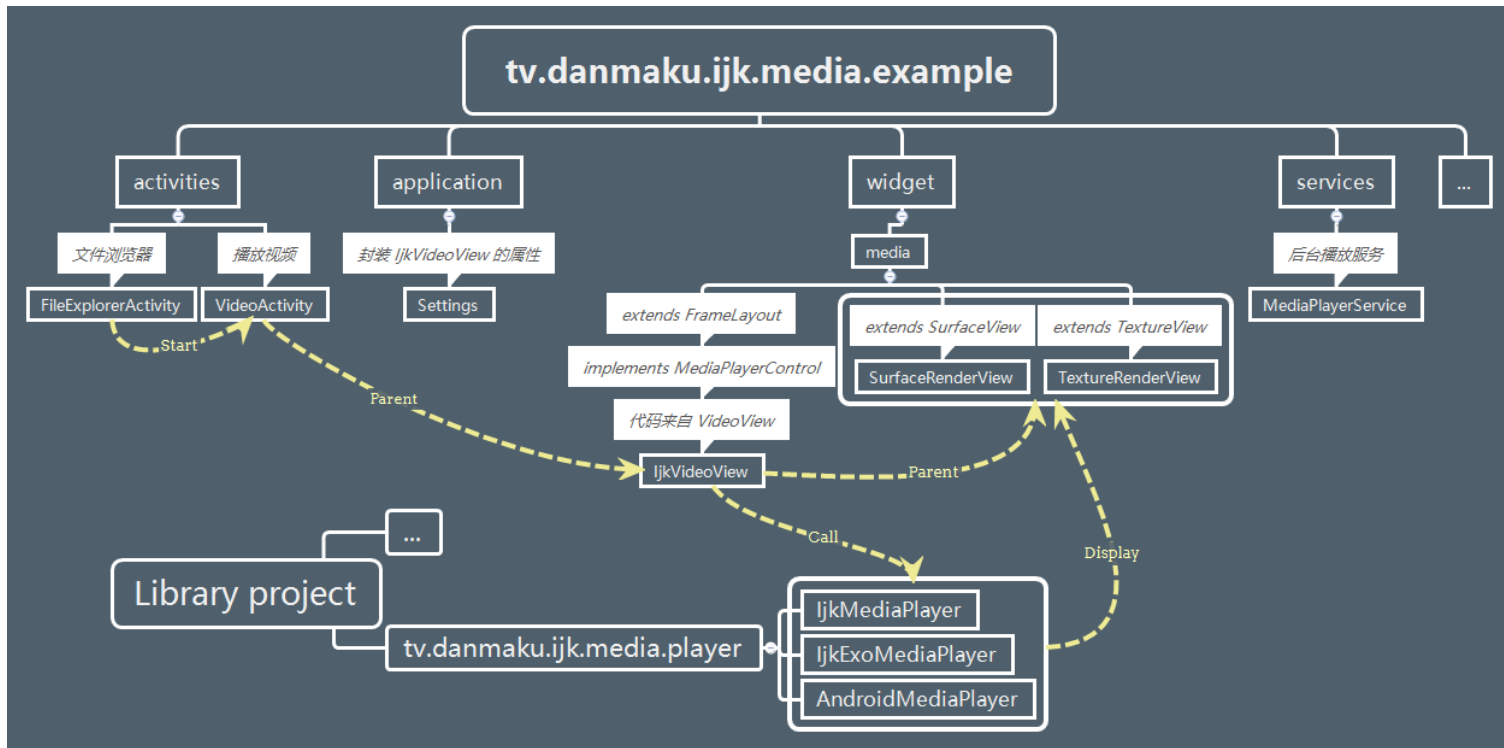 tv.danmaku.ijk.media.example
activities
application
widget
services
...
文件浏览器
播放视频
封装 IjkVideoView 的属性
media
后台播放服务
FileExplorerActivity
VideoActivity
Settings
MediaPlayerService
extends FrameLayout
extends SurfaceView
extends TextureView
Start
implements MediaPlayerControl
SurfaceRenderView
TextureRenderView
Parent
代码来自 VideoView
IjkVideoView
Parent
...
Call
Display
Library project
IjkMediaPlayer
tv.danmaku.ijk.media.player
IjkExoMediaPlayer
AndroidMediaPlayer